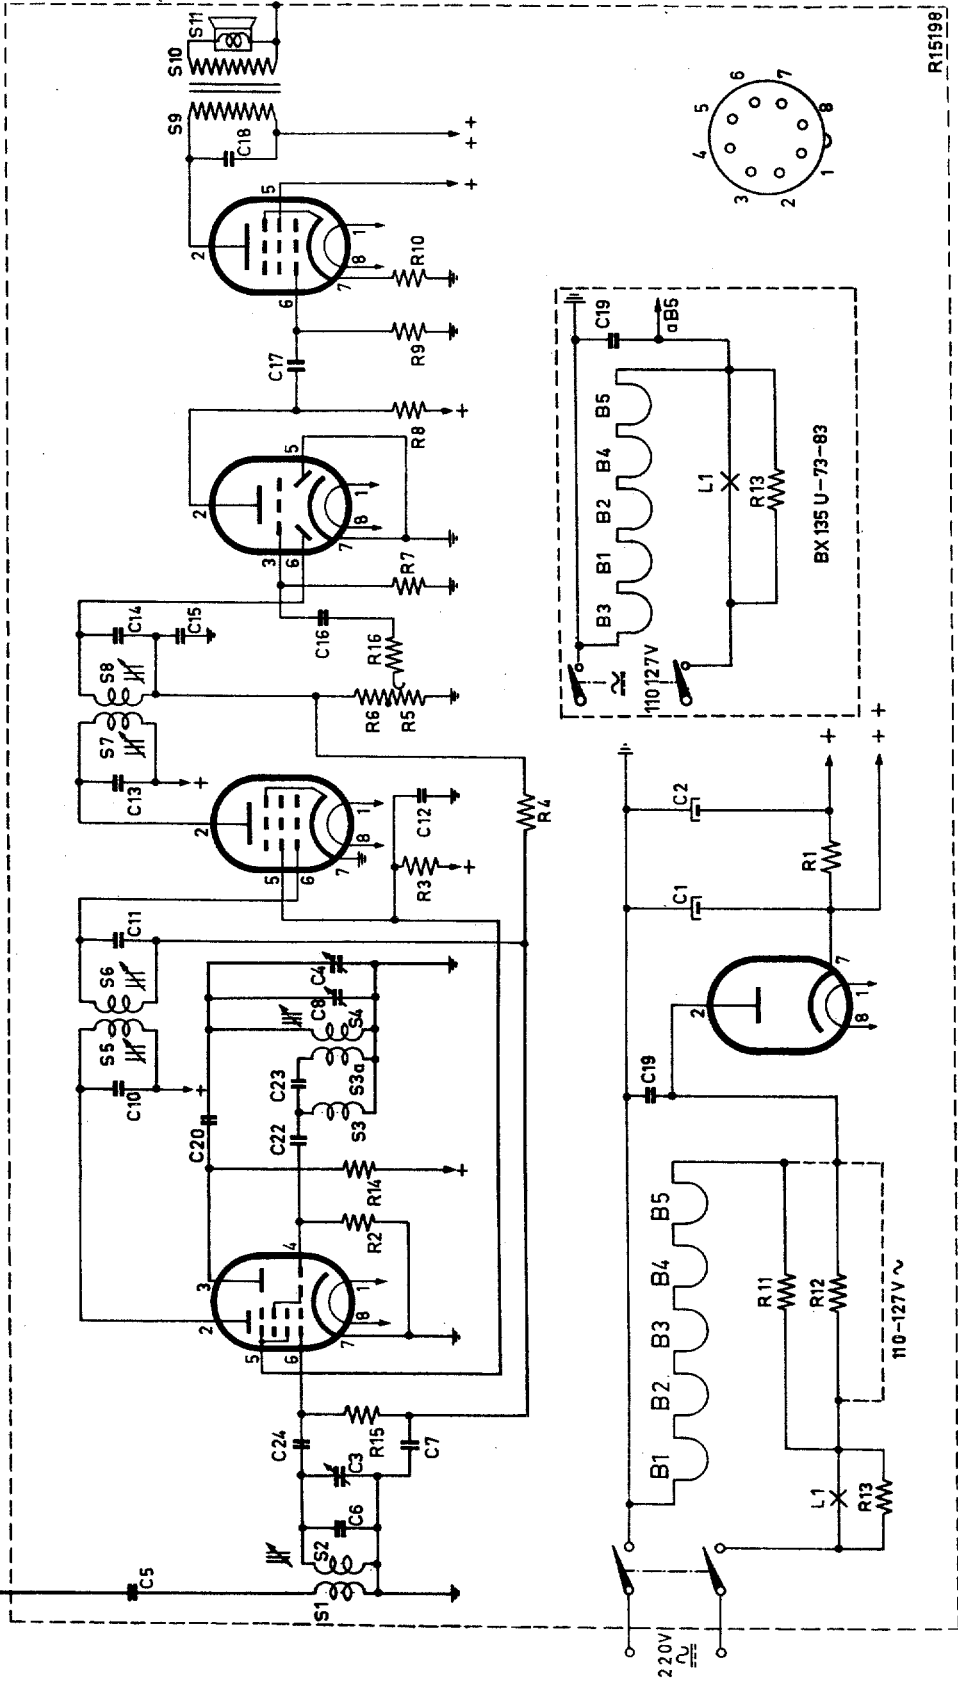 C5
S1
S2
C6
C3
C24
R15
C7
2
3
5
6
4
7
8
1
R2
R14
+
C20
C22
C23
S3
S3a
S4
C8
C4
C10
S5
S6
C11
+
2
5
6
7
8
1
R3
+
C12
C13
S7
S8
C14
C15
+
R4
R6
R5
R16
C16
R7
2
3
6
5
7
8
1
R8
+
C17
R9
2
6
5
7
8
1
R10
+
+ +
C18
S9
S10
S11
220V
L1
R13
B1
B2
B3
B4
B5
R11
R12
110-127V ~
C19
2
7
8
1
C1
C2
R1
+
+ +
110127V
B3
B1
B2
B4
B5
L1
R13
C19
aB5
BX 135 U-73-83
1
2
3
4
5
6
7
8
R15198